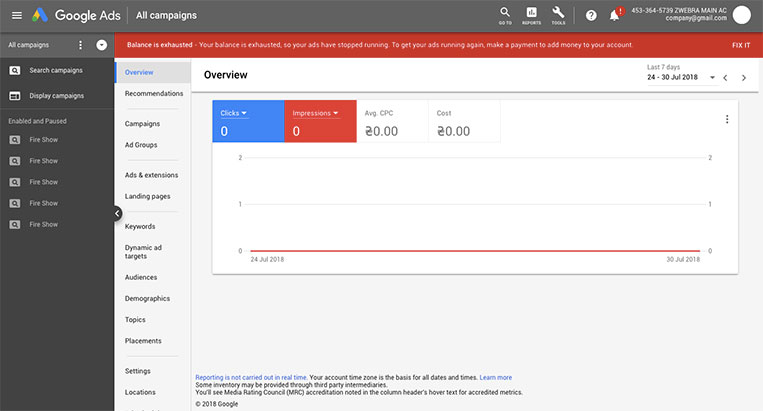 Google Ads
All campaigns
GO TO
REPORTS
TOOLS
?
!
453-364-5739 ZWEBRA MAIN AC
company@gmail.com
All campaigns
Balance is exhausted - Your balance is exhausted, so your ads have stopped running. To get your ads running again, make a payment to add money to your account.
FIX IT
Search campaigns
Display campaigns
Enabled and Paused
Fire Show
Fire Show
Fire Show
Fire Show
Fire Show
Overview
Recommendations
Campaigns
Ad Groups
Ads & extensions
Landing pages
Keywords
Dynamic ad
targets
Audiences
Demographics
Topics
Placements
Settings
Locations
Overview
Last 7 days
24 - 30 Jul 2018
Clicks
0
Impressions
0
Avg. CPC
₴0.00
Cost
₴0.00
2
2
1
1
0
0
24 Jul 2018
30 Jul 2018
Reporting is not carried out in real time. Your account time zone is the basis for all dates and times. Learn more
Some inventory may be provided through third party intermediaries.
You'll see Media Rating Council (MRC) accreditation noted in the column header's hover text for accredited metrics.
© 2018 Google